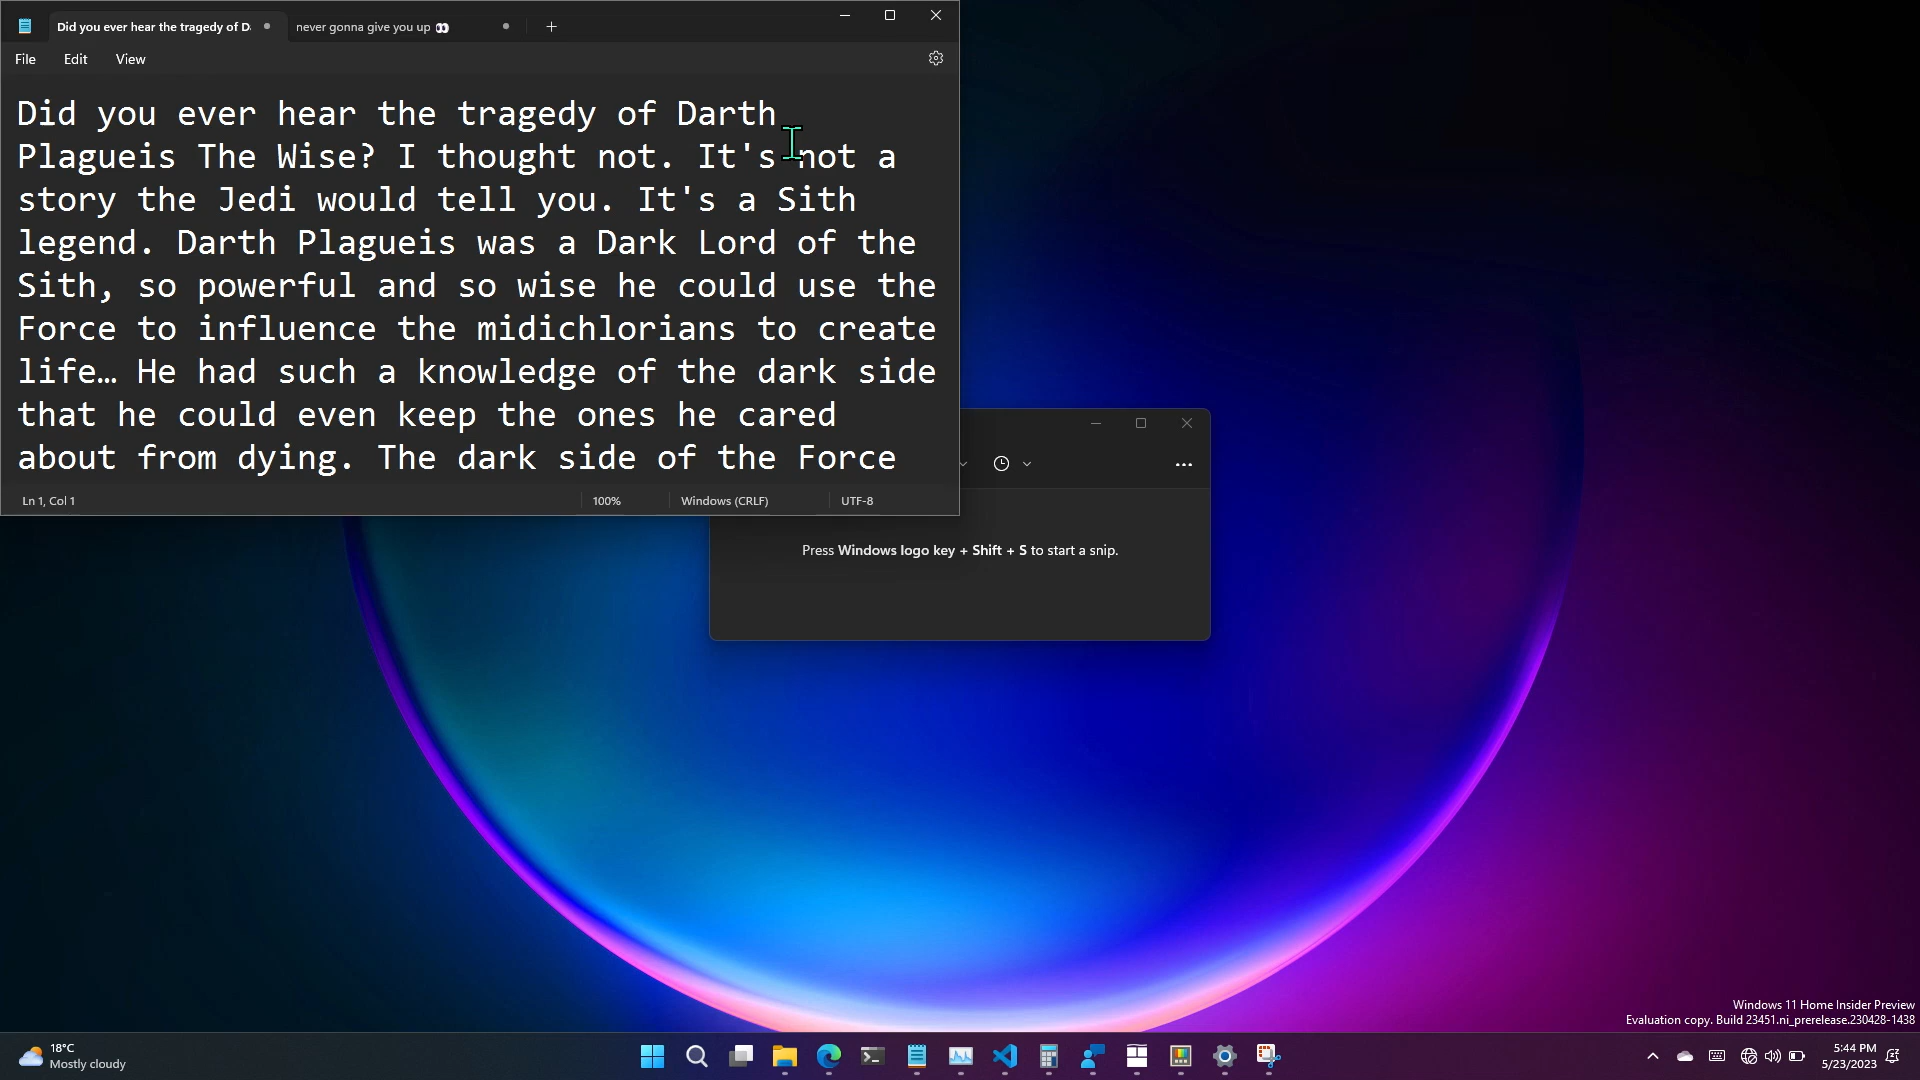 Did you ever hear the tragedy of D
never gonna give you up 👀
File Edit View
Did you ever hear the tragedy of Darth
Plagueis The Wise? I thought not. It's not a
story the Jedi would tell you. It's a Sith
legend. Darth Plagueis was a Dark Lord of the
Sith, so powerful and so wise he could use the
Force to influence the midichlorians to create
life… He had such a knowledge of the dark side
that he could even keep the ones he cared
about from dying. The dark side of the Force
Ln 1, Col 1 100% Windows (CRLF) UTF-8
Press Windows logo key + Shift + S to start a snip.
Windows 11 Home Insider Preview
Evaluation copy. Build 23451.ni_prerelease.230428-1438
18°C
Mostly cloudy
5:44 PM
5/23/2023